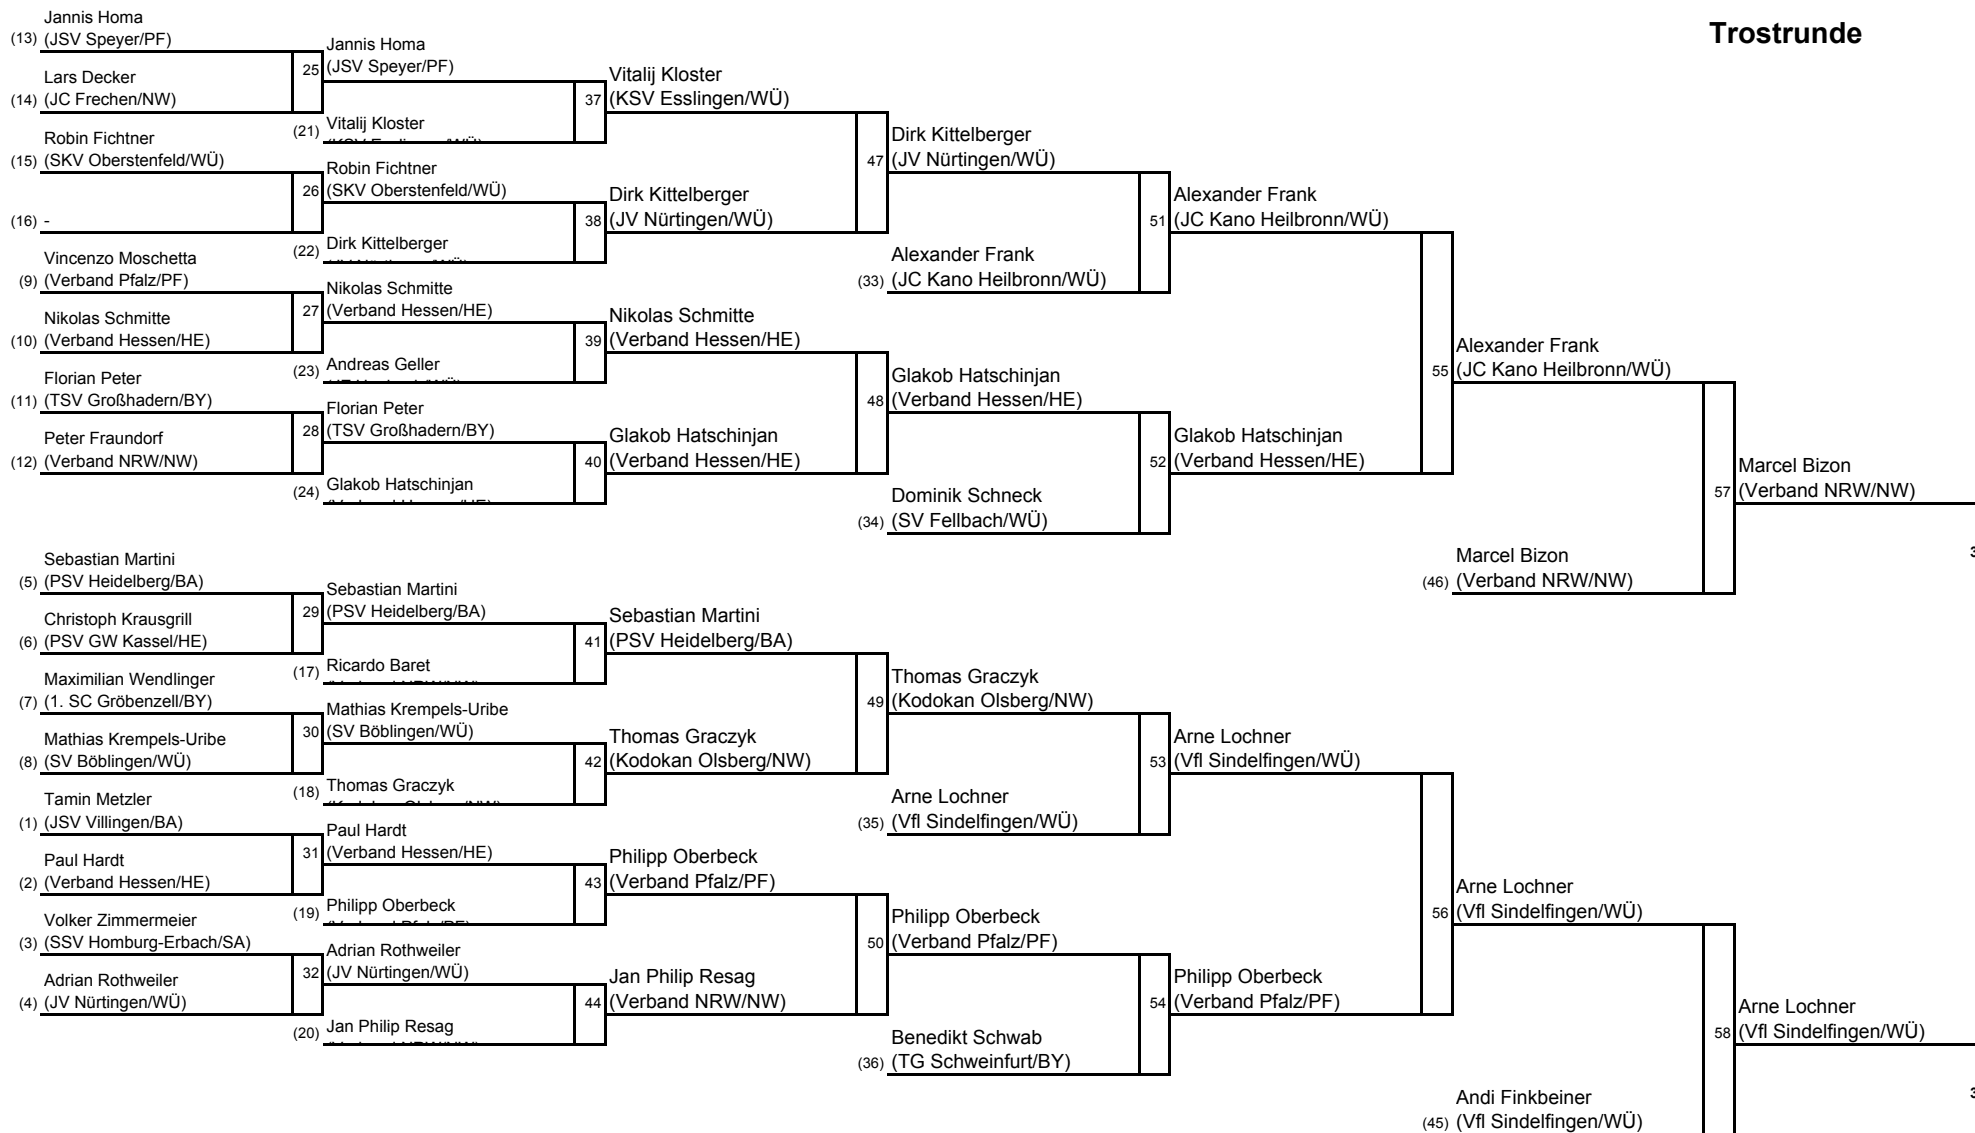 Trostrunde
Jannis Homa
(13) (JSV Speyer/PF)
Lars Decker
(14) (JC Frechen/NW)
Robin Fichtner
(15) (SKV Oberstenfeld/WÜ)
(16) -
Vincenzo Moschetta
(9) (Verband Pfalz/PF)
Nikolas Schmitte
(10) (Verband Hessen/HE)
Florian Peter
(11) (TSV Großhadern/BY)
Peter Fraundorf
(12) (Verband NRW/NW)
Sebastian Martini
(5) (PSV Heidelberg/BA)
Christoph Krausgrill
(6) (PSV GW Kassel/HE)
Maximilian Wendlinger
(7) (1. SC Gröbenzell/BY)
Mathias Krempels-Uribe
(8) (SV Böblingen/WÜ)
Tamin Metzler
(1) (JSV Villingen/BA)
Paul Hardt
(2) (Verband Hessen/HE)
Volker Zimmermeier
(3) (SSV Homburg-Erbach/SA)
Adrian Rothweiler
(4) (JV Nürtingen/WÜ)
Jannis Homa
25 (JSV Speyer/PF)
(21) Vitalij Kloster
Robin Fichtner
26 (SKV Oberstenfeld/WÜ)
(22) Dirk Kittelberger
Nikolas Schmitte
27 (Verband Hessen/HE)
(23) Andreas Geller
Florian Peter
28 (TSV Großhadern/BY)
(24) Glakob Hatschinjan
Sebastian Martini
29 (PSV Heidelberg/BA)
(17) Ricardo Baret
Mathias Krempels-Uribe
30 (SV Böblingen/WÜ)
(18) Thomas Graczyk
Paul Hardt
31 (Verband Hessen/HE)
(19) Philipp Oberbeck
Adrian Rothweiler
32 (JV Nürtingen/WÜ)
(20) Jan Philip Resag
Vitalij Kloster
37 (KSV Esslingen/WÜ)
Dirk Kittelberger
38 (JV Nürtingen/WÜ)
Nikolas Schmitte
39 (Verband Hessen/HE)
Glakob Hatschinjan
40 (Verband Hessen/HE)
Sebastian Martini
41 (PSV Heidelberg/BA)
Thomas Graczyk
42 (Kodokan Olsberg/NW)
Philipp Oberbeck
43 (Verband Pfalz/PF)
Jan Philip Resag
44 (Verband NRW/NW)
Dirk Kittelberger
47 (JV Nürtingen/WÜ)
Alexander Frank
(33) (JC Kano Heilbronn/WÜ)
Glakob Hatschinjan
48 (Verband Hessen/HE)
Dominik Schneck
(34) (SV Fellbach/WÜ)
Thomas Graczyk
49 (Kodokan Olsberg/NW)
Arne Lochner
(35) (Vfl Sindelfingen/WÜ)
Philipp Oberbeck
50 (Verband Pfalz/PF)
Benedikt Schwab
(36) (TG Schweinfurt/BY)
Alexander Frank
51 (JC Kano Heilbronn/WÜ)
Glakob Hatschinjan
52 (Verband Hessen/HE)
Arne Lochner
53 (Vfl Sindelfingen/WÜ)
Philipp Oberbeck
54 (Verband Pfalz/PF)
Alexander Frank
55 (JC Kano Heilbronn/WÜ)
Marcel Bizon
(46) (Verband NRW/NW)
Arne Lochner
56 (Vfl Sindelfingen/WÜ)
Andi Finkbeiner
(45) (Vfl Sindelfingen/WÜ)
Marcel Bizon
57 (Verband NRW/NW)
Arne Lochner
58 (Vfl Sindelfingen/WÜ)